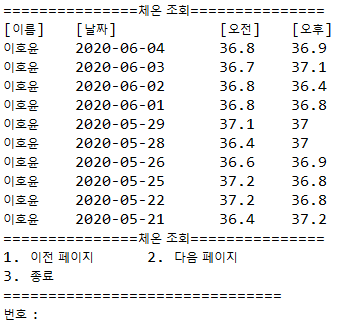 ===============체온 조회===============
[이름] [날짜] [오전] [오후]
이호윤 2020-06-04 36.8 36.9
이호윤 2020-06-03 36.7 37.1
이호윤 2020-06-02 36.8 36.4
이호윤 2020-06-01 36.8 36.8
이호윤 2020-05-29 37.1 37
이호윤 2020-05-28 36.4 37
이호윤 2020-05-26 36.6 36.9
이호윤 2020-05-25 37.2 36.8
이호윤 2020-05-22 37.2 36.8
이호윤 2020-05-21 36.4 37.2
===============체온 조회===============
1. 이전 페이지 2. 다음 페이지
3. 종료
===============================
번호 :